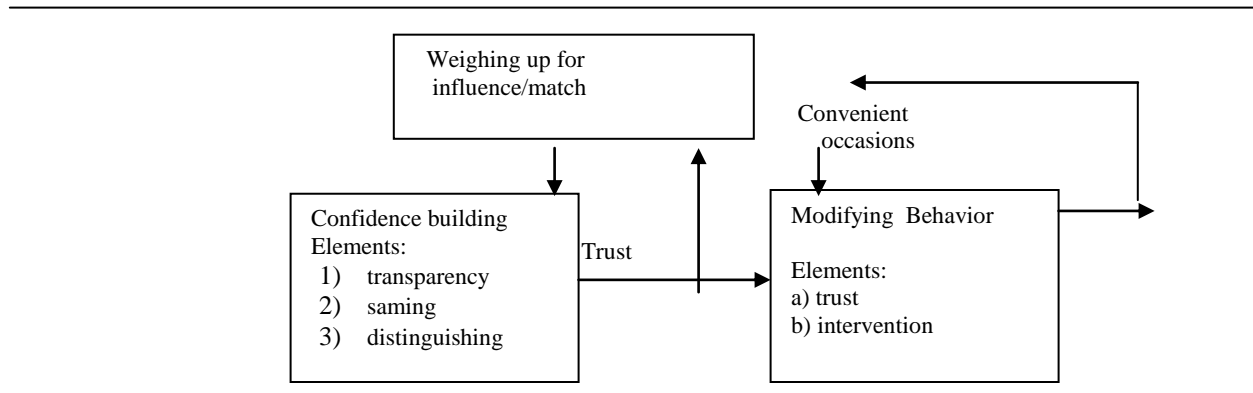 Weighing up for
influence/match
Convenient
occasions
Confidence building
Elements:
1) transparency
2) saming
3) distinguishing
Trust
Modifying Behavior
Elements:
a) trust
b) intervention